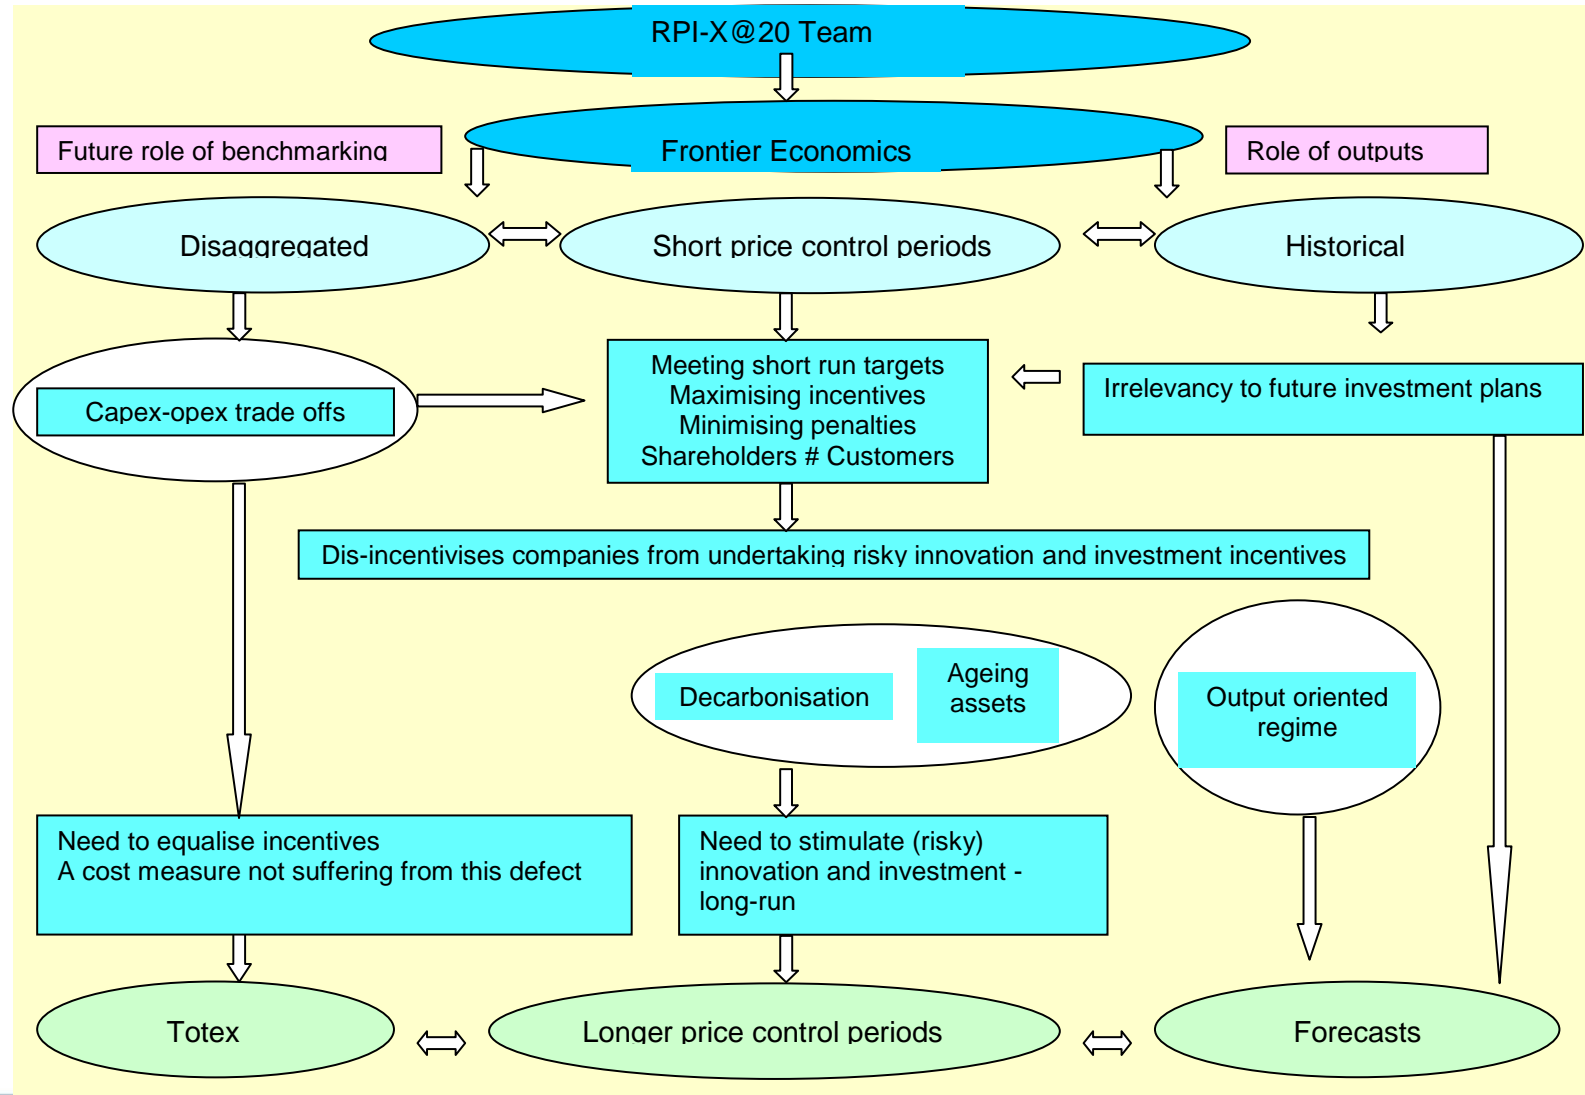 RPI-X@20 Team
Future role of benchmarking
Frontier Economics
Role of outputs
Disaggregated
Short price control periods
Historical
Capex-opex trade offs
Meeting short run targets
Maximising incentives
Minimising penalties
Shareholders # Customers
Irrelevancy to future investment plans
Dis-incentivises companies from undertaking risky innovation and investment incentives
Decarbonisation
Ageing
assets
Output oriented
regime
Need to equalise incentives
A cost measure not suffering from this defect
Need to stimulate (risky)
innovation and investment -
long-run
Totex
Longer price control periods
Forecasts